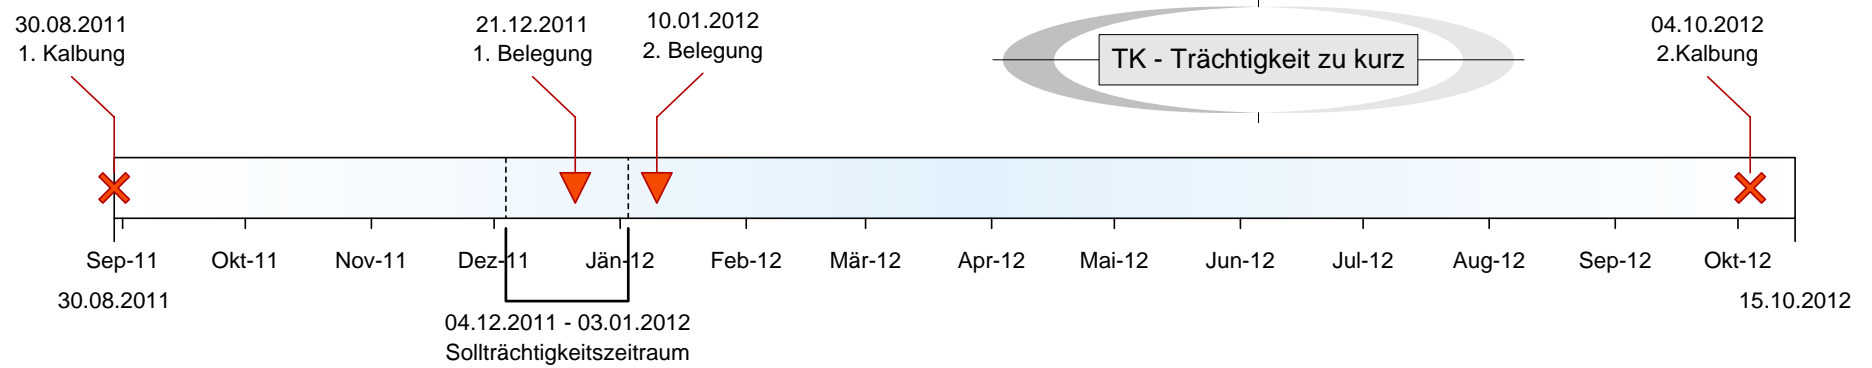 30.08.2011
1. Kalbung
21.12.2011
1. Belegung
10.01.2012
2. Belegung
TK - Trächtigkeit zu kurz
04.10.2012
2.Kalbung
Sep-11 Okt-11 Nov-11 Dez-11 Jän-12 Feb-12 Mär-12 Apr-12 Mai-12 Jun-12 Jul-12 Aug-12 Sep-12 Okt-12
30.08.2011
15.10.2012
04.12.2011 - 03.01.2012
Sollträchtigkeitszeitraum